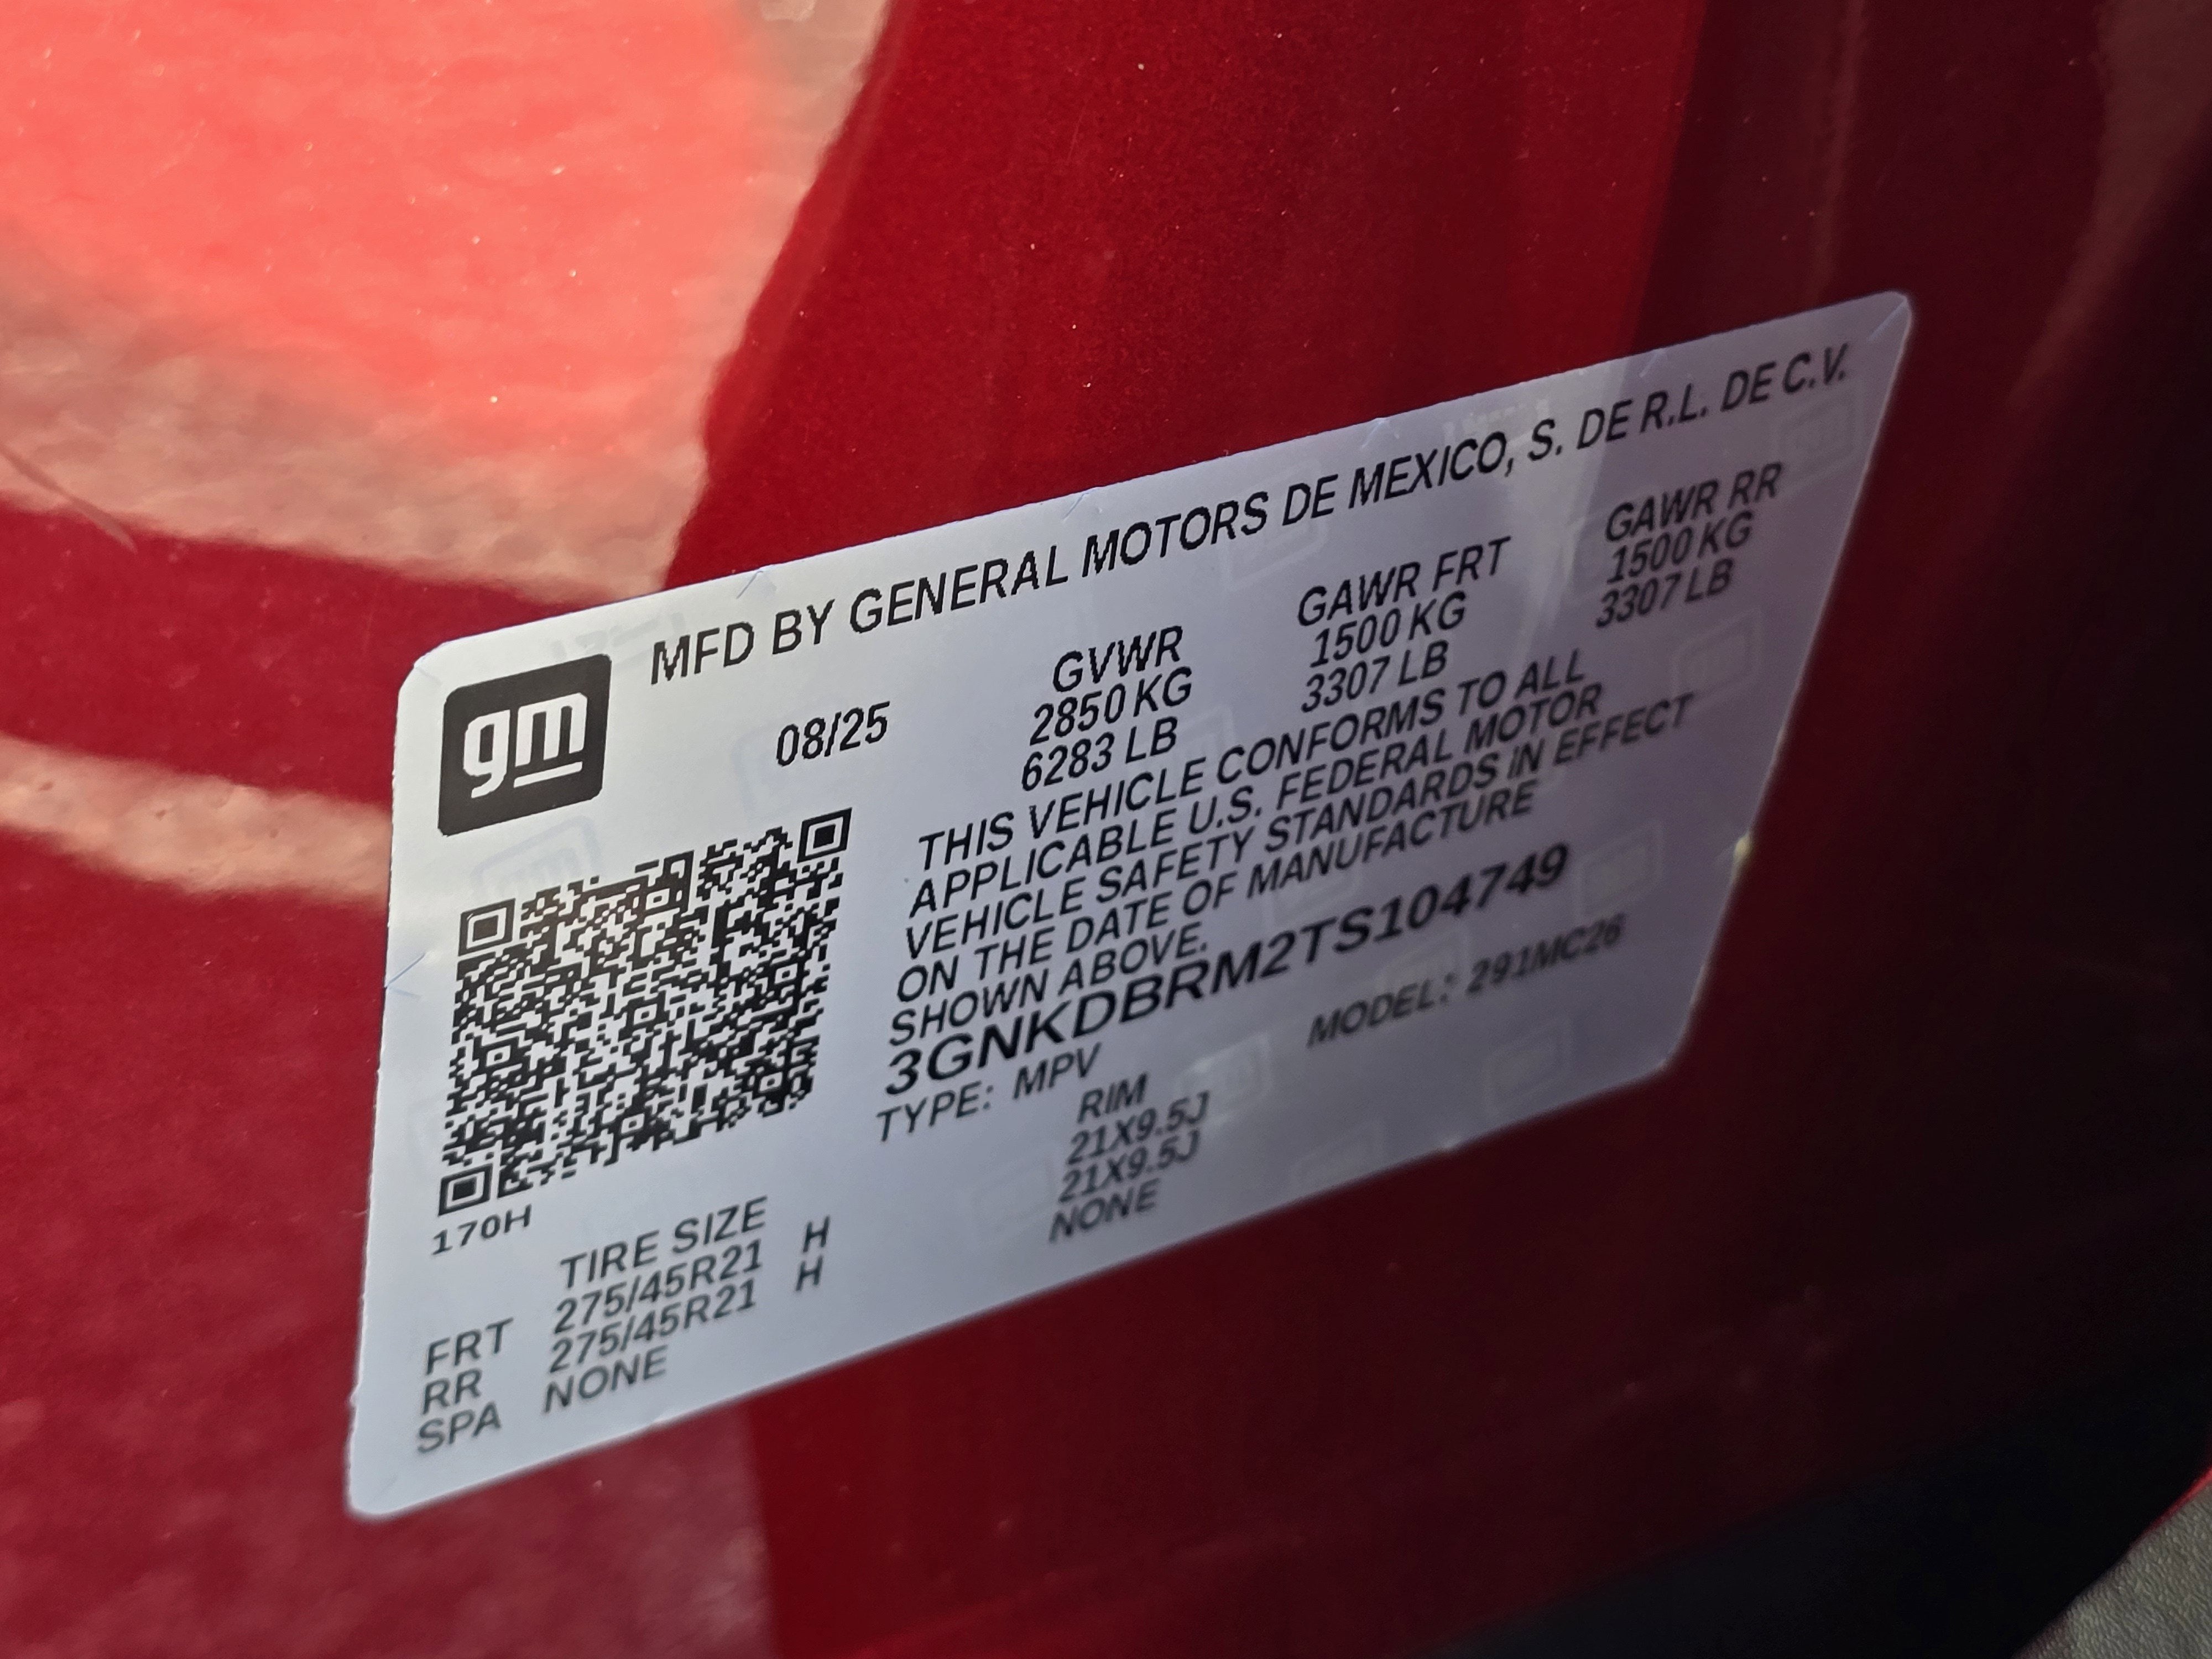 gm
MFD BY GENERAL MOTORS DE MEXICO, S. DE R.L. DE C.V.
08/25
GVWR GAWR FRT GAWR RR
2850 KG 1500 KG 1500 KG
6283 LB 3307 LB 3307 LB
THIS VEHICLE CONFORMS TO ALL
APPLICABLE U.S. FEDERAL MOTOR
VEHICLE SAFETY STANDARDS IN EFFECT
ON THE DATE OF MANUFACTURE
SHOWN ABOVE.
3GNKDBRM2TS104749
TYPE: MPV MODEL: 291MC26
170H
TIRE SIZE RIM
FRT 275/45R21 H 21X9.5J
RR 275/45R21 H 21X9.5J
SPA NONE NONE